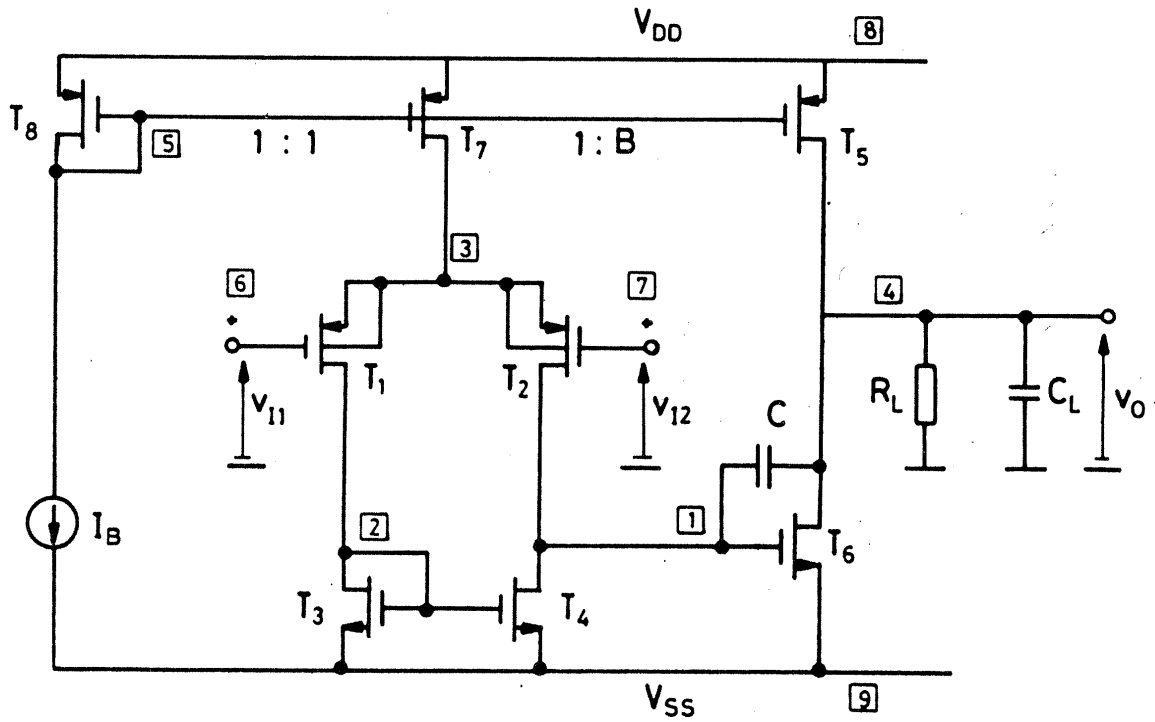 V_DD
8
T_8
5
1 : 1
T_7
1 : B
T_5
3
6
+
7
+
4
v_I1
T_1
T_2
v_I2
R_L
C_L
v_O
C
I_B
2
1
T_6
T_3
T_4
V_SS
9